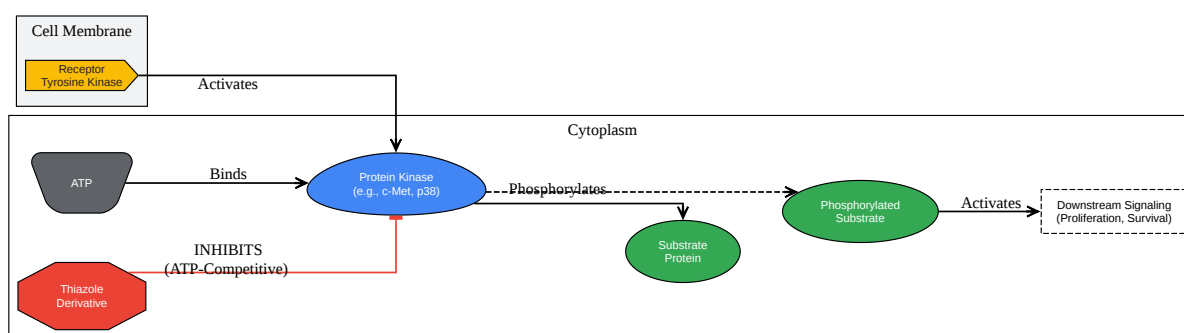 Cell Membrane
Receptor
Tyrosine Kinase
Activates
Cytoplasm
ATP
Binds
Protein Kinase
(e.g., c-Met, p38)
Phosphorylates
Phosphorylated
Substrate
Activates
Downstream Signaling
(Proliferation, Survival)
Substrate
Protein
INHIBITS
(ATP-Competitive)
Thiazole
Derivative